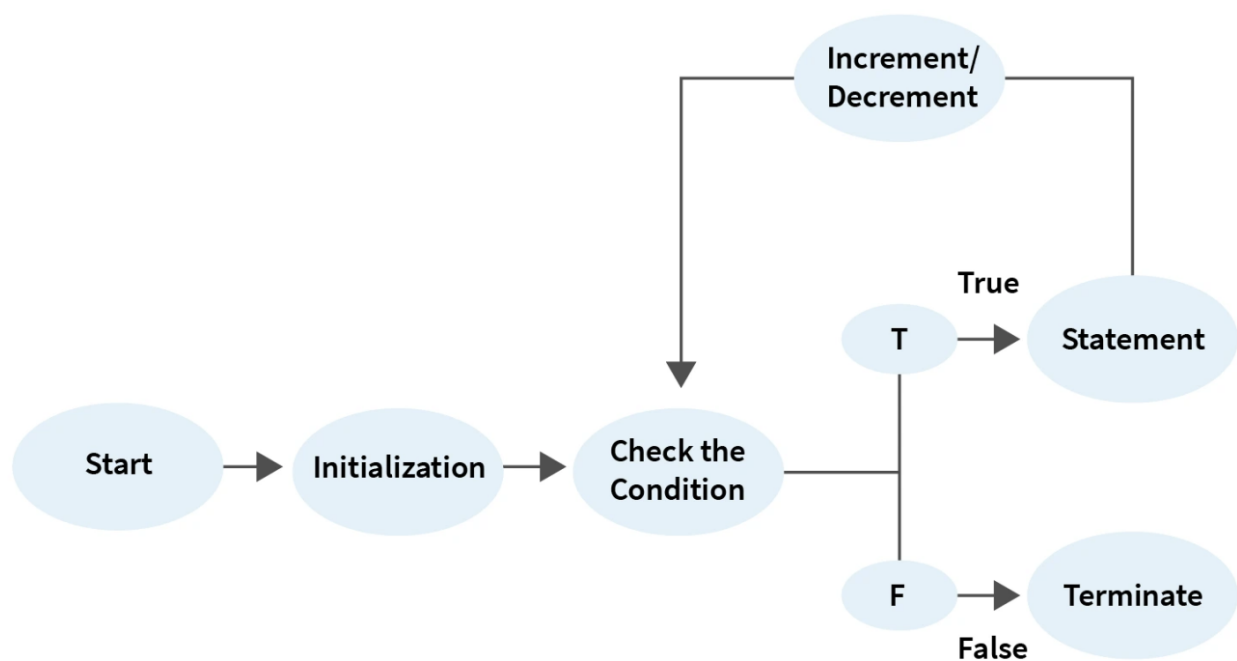 Increment/
Decrement
True
T
Statement
Start
Initialization
Check the
Condition
F
Terminate
False